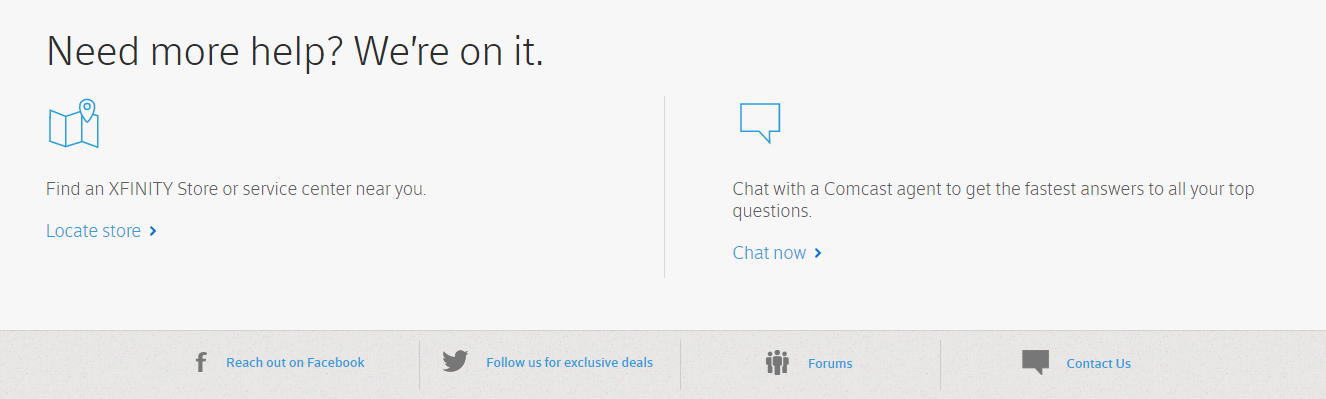 Need more help? We're on it.
Find an XFINITY Store or service center near you.
Locate store
Chat with a Comcast agent to get the fastest answers to all your top
questions.
Chat now
Reach out on Facebook
Follow us for exclusive deals
Forums
Contact Us